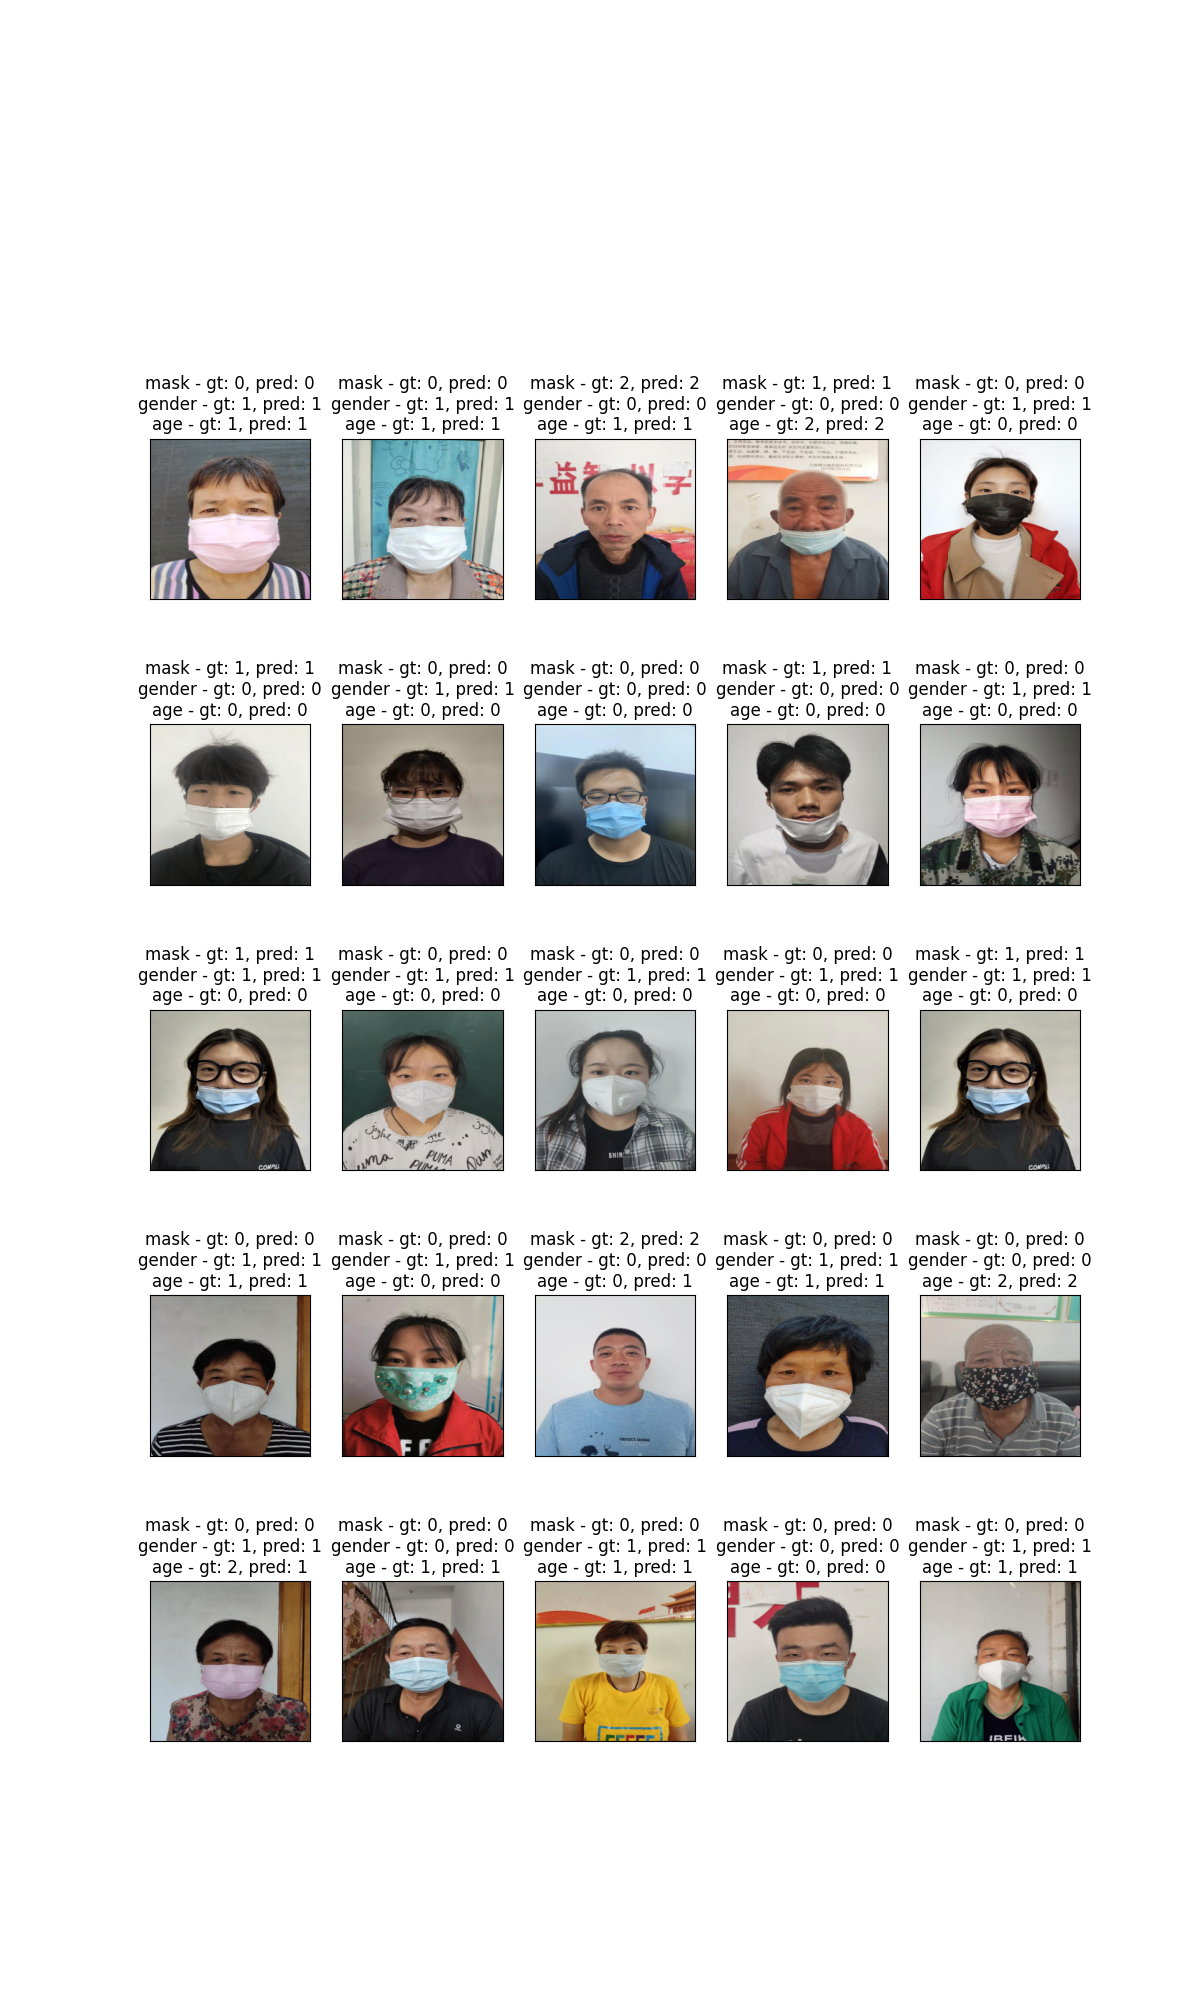 mask - gt: 0, pred: 0
gender - gt: 1, pred: 1
age - gt: 1, pred: 1
mask - gt: 0, pred: 0
gender - gt: 1, pred: 1
age - gt: 1, pred: 1
mask - gt: 2, pred: 2
gender - gt: 0, pred: 0
age - gt: 1, pred: 1
mask - gt: 1, pred: 1
gender - gt: 0, pred: 0
age - gt: 2, pred: 2
mask - gt: 0, pred: 0
gender - gt: 1, pred: 1
age - gt: 0, pred: 0
益智 以学
mask - gt: 1, pred: 1
gender - gt: 0, pred: 0
age - gt: 0, pred: 0
mask - gt: 0, pred: 0
gender - gt: 1, pred: 1
age - gt: 0, pred: 0
mask - gt: 0, pred: 0
gender - gt: 0, pred: 0
age - gt: 0, pred: 0
mask - gt: 1, pred: 1
gender - gt: 0, pred: 0
age - gt: 0, pred: 0
mask - gt: 0, pred: 0
gender - gt: 1, pred: 1
age - gt: 0, pred: 0
mask - gt: 1, pred: 1
gender - gt: 1, pred: 1
age - gt: 0, pred: 0
mask - gt: 0, pred: 0
gender - gt: 1, pred: 1
age - gt: 0, pred: 0
mask - gt: 0, pred: 0
gender - gt: 1, pred: 1
age - gt: 0, pred: 0
mask - gt: 0, pred: 0
gender - gt: 1, pred: 1
age - gt: 0, pred: 0
mask - gt: 1, pred: 1
gender - gt: 1, pred: 1
age - gt: 0, pred: 0
joyful
PUMA
PUMA
SHIN
COMPLE
COMPLE
mask - gt: 0, pred: 0
gender - gt: 1, pred: 1
age - gt: 1, pred: 1
mask - gt: 0, pred: 0
gender - gt: 1, pred: 1
age - gt: 0, pred: 0
mask - gt: 2, pred: 2
gender - gt: 0, pred: 0
age - gt: 0, pred: 1
mask - gt: 0, pred: 0
gender - gt: 1, pred: 1
age - gt: 1, pred: 1
mask - gt: 0, pred: 0
gender - gt: 0, pred: 0
age - gt: 2, pred: 2
mask - gt: 0, pred: 0
gender - gt: 1, pred: 1
age - gt: 2, pred: 1
mask - gt: 0, pred: 0
gender - gt: 0, pred: 0
age - gt: 1, pred: 1
mask - gt: 0, pred: 0
gender - gt: 1, pred: 1
age - gt: 1, pred: 1
mask - gt: 0, pred: 0
gender - gt: 0, pred: 0
age - gt: 0, pred: 0
mask - gt: 0, pred: 0
gender - gt: 1, pred: 1
age - gt: 1, pred: 1